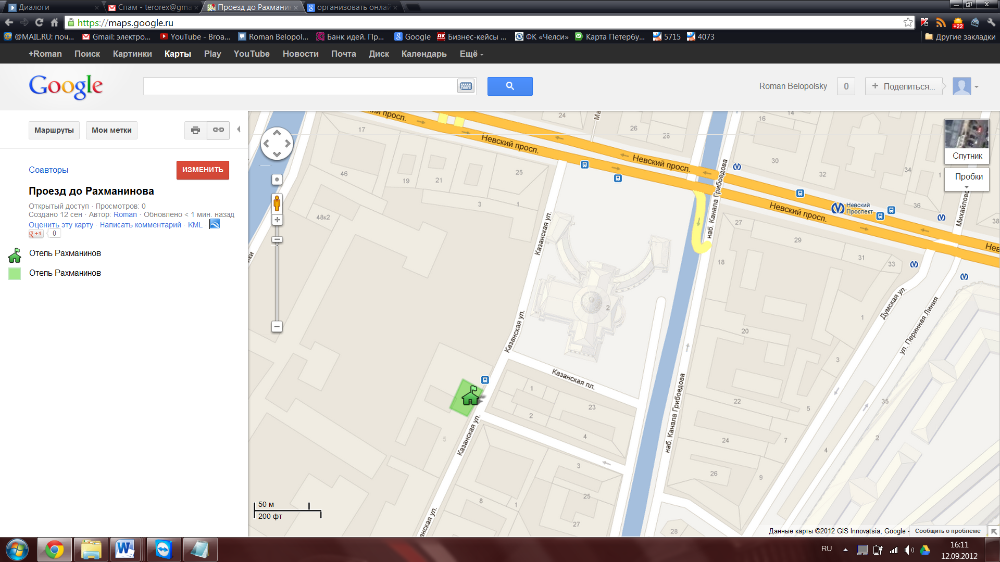 Диалоги
Спам - terorex@gma
Проезд до Рахманин
организовать онлай
https://maps.google.ru
@MAIL.RU: поч...
Gmail: электро...
YouTube - Broa...
Roman Belopol...
Банк идей. Пр...
Google
Бизнес-кейсы ...
ФК «Челси»
Карта Петербу...
5715
4073
Другие закладки
+22
+Roman Поиск Картинки Карты Play YouTube Новости Почта Диск Календарь Ещё
Google
Roman Belopolsky
0
+ Поделиться...
Маршруты
Мои метки
Соавторы
ИЗМЕНИТЬ
Проезд до Рахманинова
Открытый доступ · Просмотров: 0
Создано 12 сен · Автор: Roman · Обновлено < 1 мин. назад
Оценить эту карту · Написать комментарий · KML ·
g +1 0
Отель Рахманинов
Отель Рахманинов
Спутник
Пробки
кий просп.
Невский просп.
Невский просп.
Невский просп.
Нев
Ма
Невский
Проспект
Михайловс
наб. Канала Грибоедова
наб. Канала Грибоедова
Казанская ул.
Казанская ул.
Казанская ул.
занская ул.
Казанская пл.
Думская ул.
ул. Перинная Линия
ики
17
24
26
28
16
14
30
32
34
1
36
38
46
19
21
25
3
1
48к2
27
29
31
33
18
2
20
1
3
22
5
35
2
24
7
4
26
9
28
1
23
2
4
5
3
8
1
25
27
50 м
200 фт
Данные карты ©2012 GIS Innovatsia, Google -
Сообщить о проблеме
RU
16:11
12.09.2012